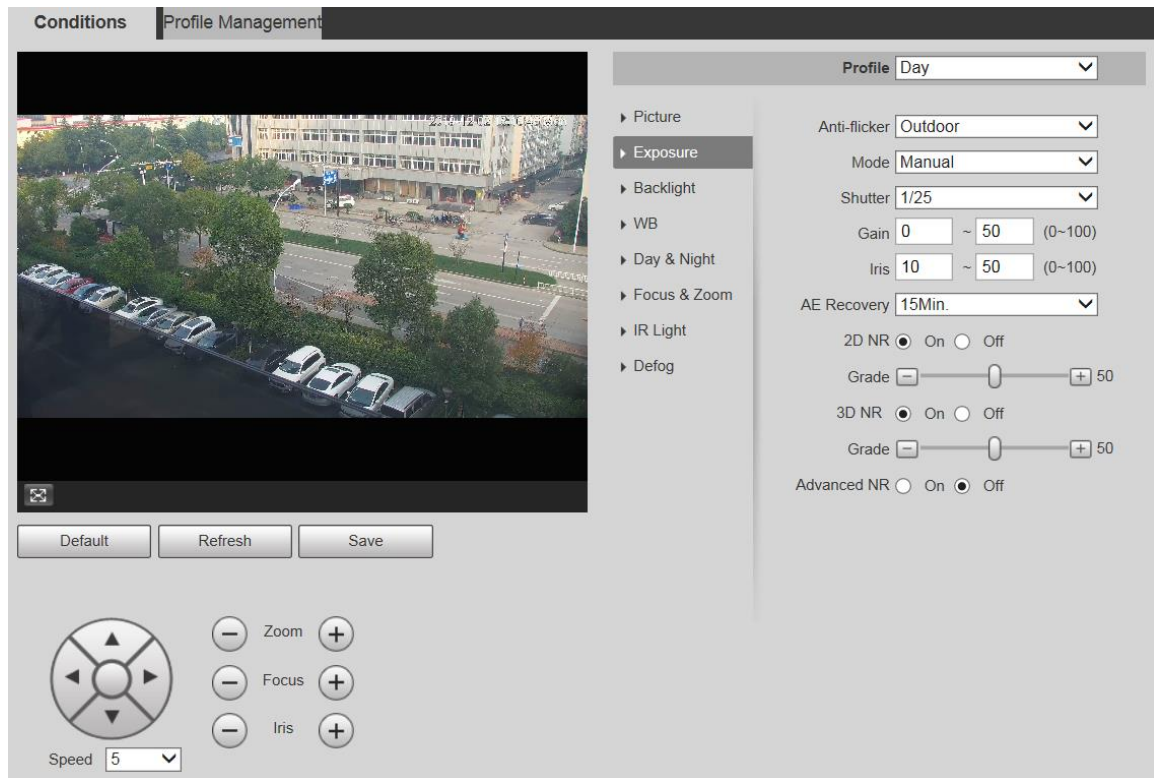 Conditions
Profile Management
Profile Day
Picture
Exposure
Backlight
WB
Day & Night
Focus & Zoom
IR Light
Defog
Anti-flicker Outdoor
Mode Manual
Shutter 1/25
Gain 0 ~ 50 (0~100)
Iris 10 ~ 50 (0~100)
AE Recovery 15Min.
2D NR On Off
Grade - + 50
3D NR On Off
Grade - + 50
Advanced NR On Off
Default Refresh Save
- Zoom +
- Focus +
- Iris +
Speed 5